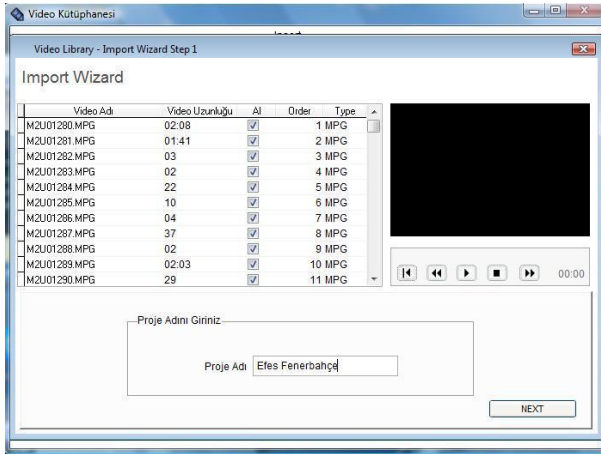 Video Kütüphanesi
Video Library - Import Wizard Step 1
Import Wizard
Video Adı Video Uzunluğu Al Order Type
M2U01280.MPG 02:08 1 MPG
M2U01281.MPG 01:41 2 MPG
M2U01282.MPG 03 3 MPG
M2U01283.MPG 02 4 MPG
M2U01284.MPG 22 5 MPG
M2U01285.MPG 10 6 MPG
M2U01286.MPG 04 7 MPG
M2U01287.MPG 37 8 MPG
M2U01288.MPG 02 9 MPG
M2U01289.MPG 02:03 10 MPG
M2U01290.MPG 29 11 MPG
00:00
Proje Adını Giriniz
Proje Adı Efes Fenerbahçe
NEXT